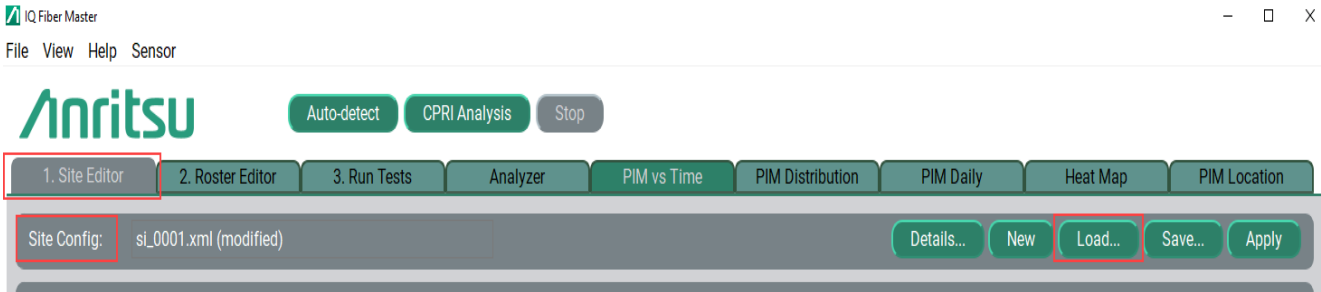 IQ Fiber Master
File View Help Sensor
Anritsu Auto-detect CPRI Analysis Stop
1. Site Editor 2. Roster Editor 3. Run Tests Analyzer PIM vs Time PIM Distribution PIM Daily Heat Map PIM Location
Site Config: si_0001.xml (modified) Details... New Load... Save... Apply